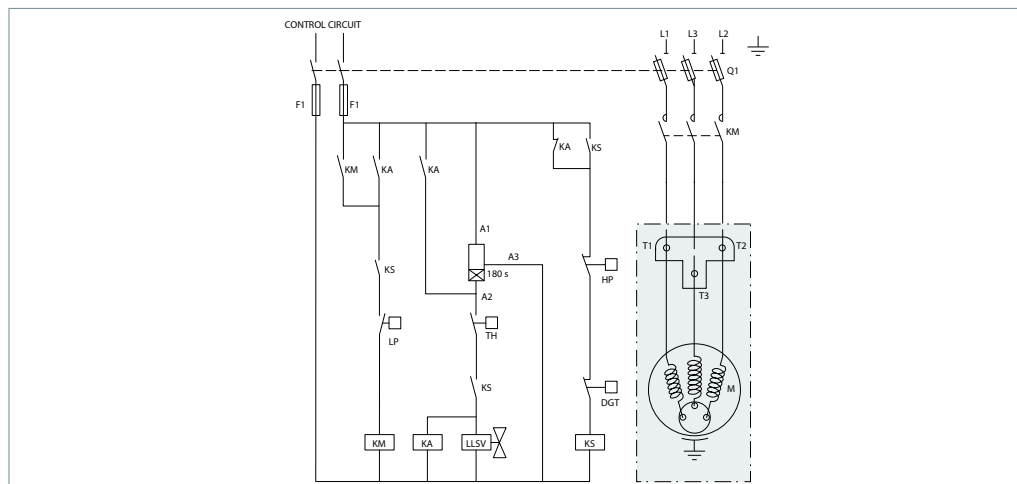 CONTROL CIRCUIT
L1 L3 L2
Q1
F1 F1
KM
KA KS
KM KA KA
A1
T1 T2
A3
KS 180 s HP
A2 T3
LP TH
KS DGT M
KM KA LLSV KS